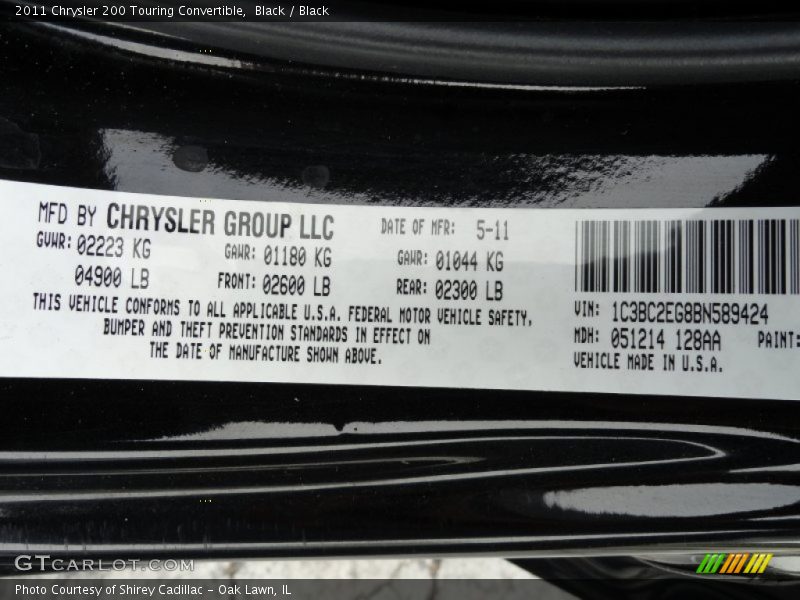 2011 Chrysler 200 Touring Convertible, Black / Black
MFD BY CHRYSLER GROUP LLC DATE OF MFR: 5-11
GVWR: 02223 KG GAWR: 01180 KG GAWR: 01044 KG
04900 LB FRONT: 02600 LB REAR: 02300 LB
THIS VEHICLE CONFORMS TO ALL APPLICABLE U.S.A. FEDERAL MOTOR VEHICLE SAFETY,
BUMPER AND THEFT PREVENTION STANDARDS IN EFFECT ON
THE DATE OF MANUFACTURE SHOWN ABOVE.
VIN: 1C3BC2EG8BN589424
MDH: 051214 128AA PAINT:
VEHICLE MADE IN U.S.A.
GTCARLOT.COM
Photo Courtesy of Shirey Cadillac - Oak Lawn, IL